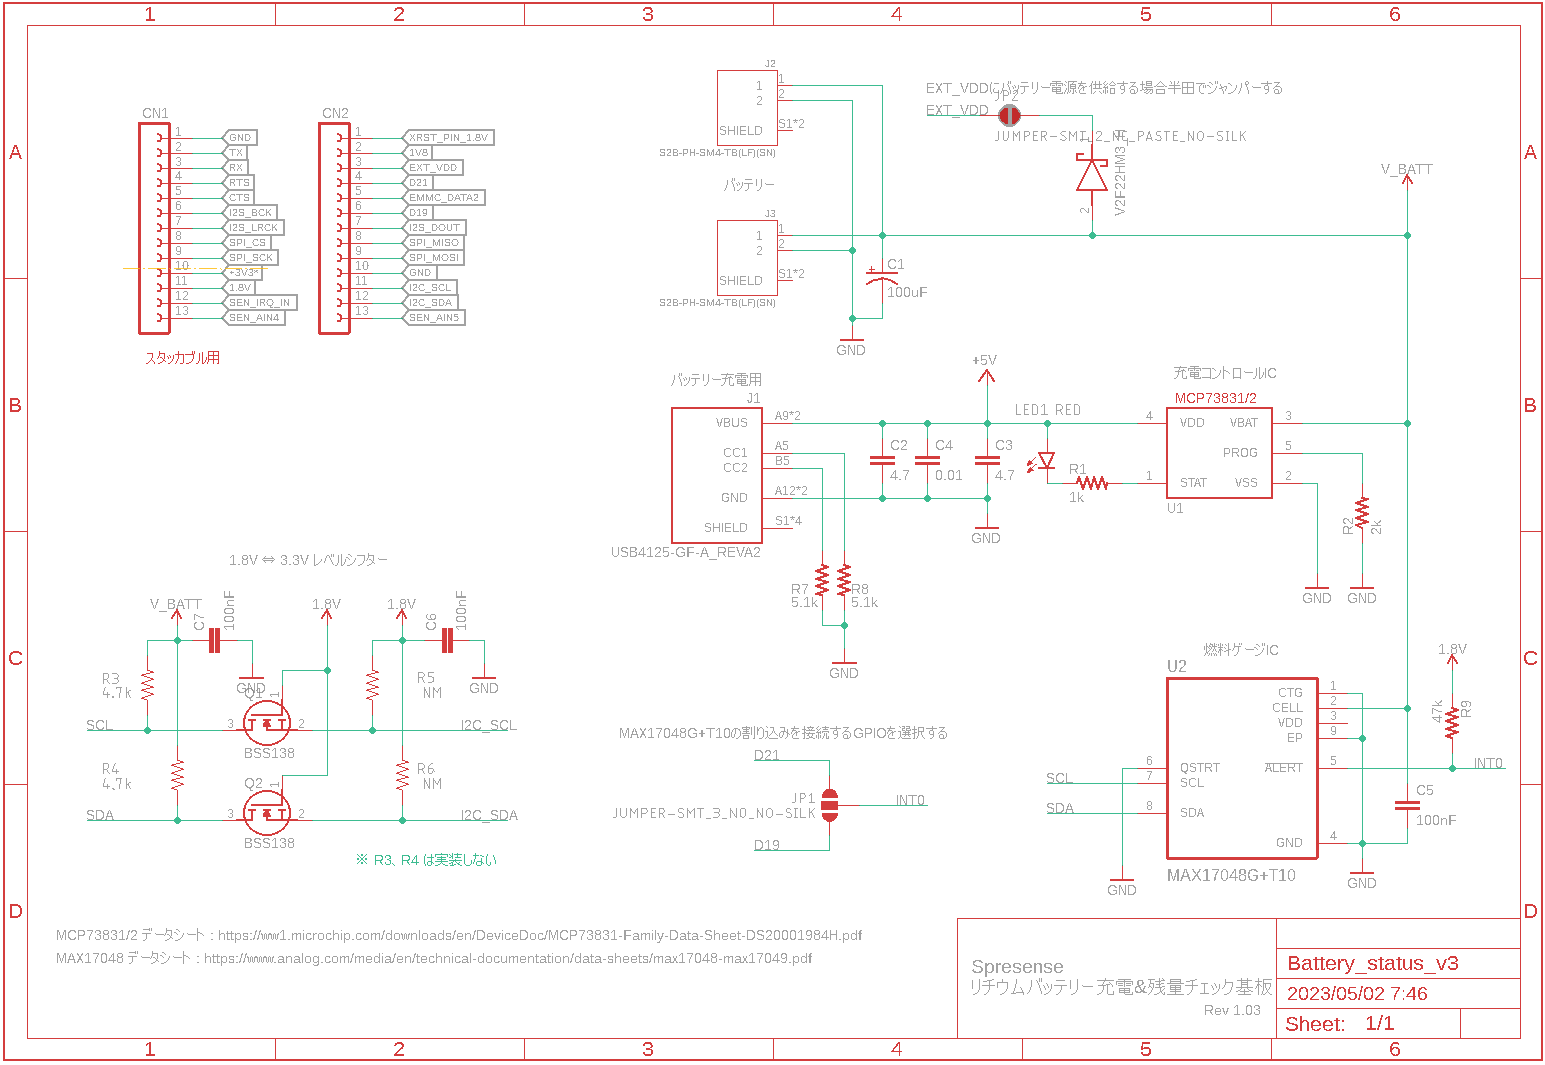 1 2 3 4 5 6
A
B
C
D
CN1
1 GND
2 TX
3 RX
4 RTS
5 CTS
6 I2S_BCK
7 I2S_LRCK
8 SPI_CS
9 SPI_SCK
10 +3V3*
11 1.8V
12 SEN_IRQ_IN
13 SEN_AIN4
スタッカブル用
CN2
1 XRST_PIN_1.8V
2 1V8
3 EXT_VDD
4 D21
5 EMMC_DATA2
6 D19
7 I2S_DOUT
8 SPI_MISO
9 SPI_MOSI
10 GND
11 I2C_SCL
12 I2C_SDA
13 SEN_AIN5
J2
1 1
2 2
SHIELD S1*2
S2B-PH-SM4-TB(LF)(SN)
バッテリー
J3
1 1
2 2
SHIELD S1*2
S2B-PH-SM4-TB(LF)(SN)
C1
+
100uF
GND
EXT_VDDにバッテリー電源を供給する場合半田でジャンパーする
JP2
EXT_VDD
JUMPER-SMT_2_NC_PASTE_NO-SILK
V2F22HM3
1
2
V_BATT
バッテリー充電用
J1
VBUS A9*2
CC1 A5
CC2 B5
GND A12*2
SHIELD S1*4
USB4125-GF-A_REVA2
R7
5.1k
R8
5.1k
GND
+5V
C2
4.7
C4
0.01
C3
4.7
GND
LED1 RED
R1
1k
充電コントロールIC
MCP73831/2
4 VDD VBAT 3
PROG 5
1 STAT VSS 2
U1
R2
2k
GND GND
1.8V ⇔ 3.3V レベルシフター
V_BATT
C7
100nF
1.8V
1.8V
C6
100nF
GND
GND
R3
4.7k
R5
NM
Q1
1
SCL 3 2 I2C_SCL
BSS138
R4
4.7k
R6
NM
Q2
1
SDA 3 2 I2C_SDA
BSS138
※ R3、R4 は実装しない
MAX17048G+T10の割り込みを接続するGPIOを選択する
D21
JP1
INT0
JUMPER-SMT_3_NO_NO-SILK
D19
燃料ゲージIC
U2
CTG 1
CELL 2
VDD 3
EP 9
6 QSTRT ALERT 5
7 SCL
8 SDA
GND 4
SCL
SDA
MAX17048G+T10
GND
GND
1.8V
47k
R9
INT0
C5
100nF
MCP73831/2 データシート : https://ww1.microchip.com/downloads/en/DeviceDoc/MCP73831-Family-Data-Sheet-DS20001984H.pdf
MAX17048 データシート : https://www.analog.com/media/en/technical-documentation/data-sheets/max17048-max17049.pdf
Spresense
リチウムバッテリー充電&残量チェック基板
Rev 1.03
Battery_status_v3
2023/05/02 7:46
Sheet: 1/1
A
B
C
D
1 2 3 4 5 6